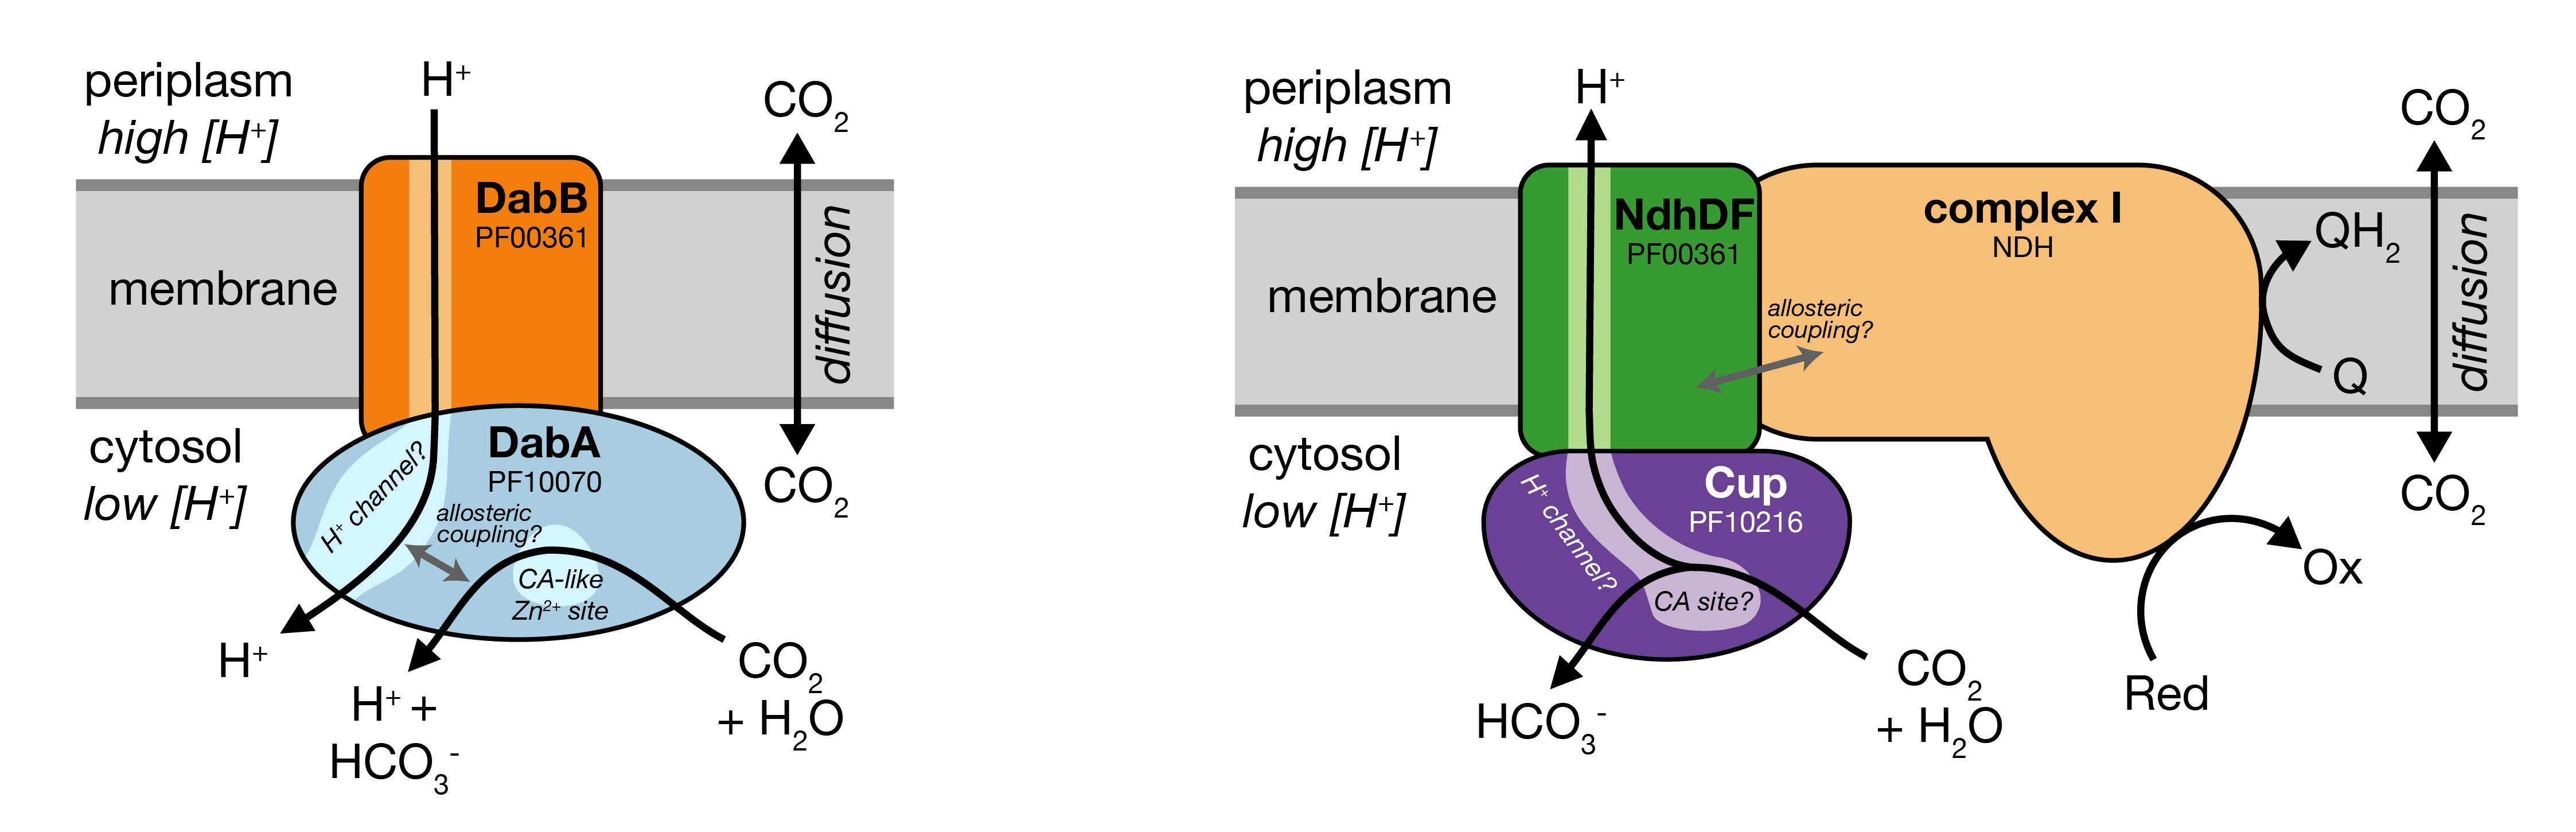 periplasm
high [H⁺]
H⁺
CO₂
DabB
PF00361
membrane
diffusion
cytosol
low [H⁺]
DabA
PF10070
H⁺ channel?
allosteric
coupling?
CA-like
Zn²⁺ site
CO₂
H⁺
H⁺ +
HCO₃⁻
CO₂
+ H₂O
periplasm
high [H⁺]
H⁺
CO₂
NdhDF
PF00361
complex I
NDH
membrane
allosteric
coupling?
QH₂
Q
diffusion
cytosol
low [H⁺]
Cup
PF10216
H⁺ channel?
CA site?
CO₂
Ox
Red
HCO₃⁻
CO₂
+ H₂O